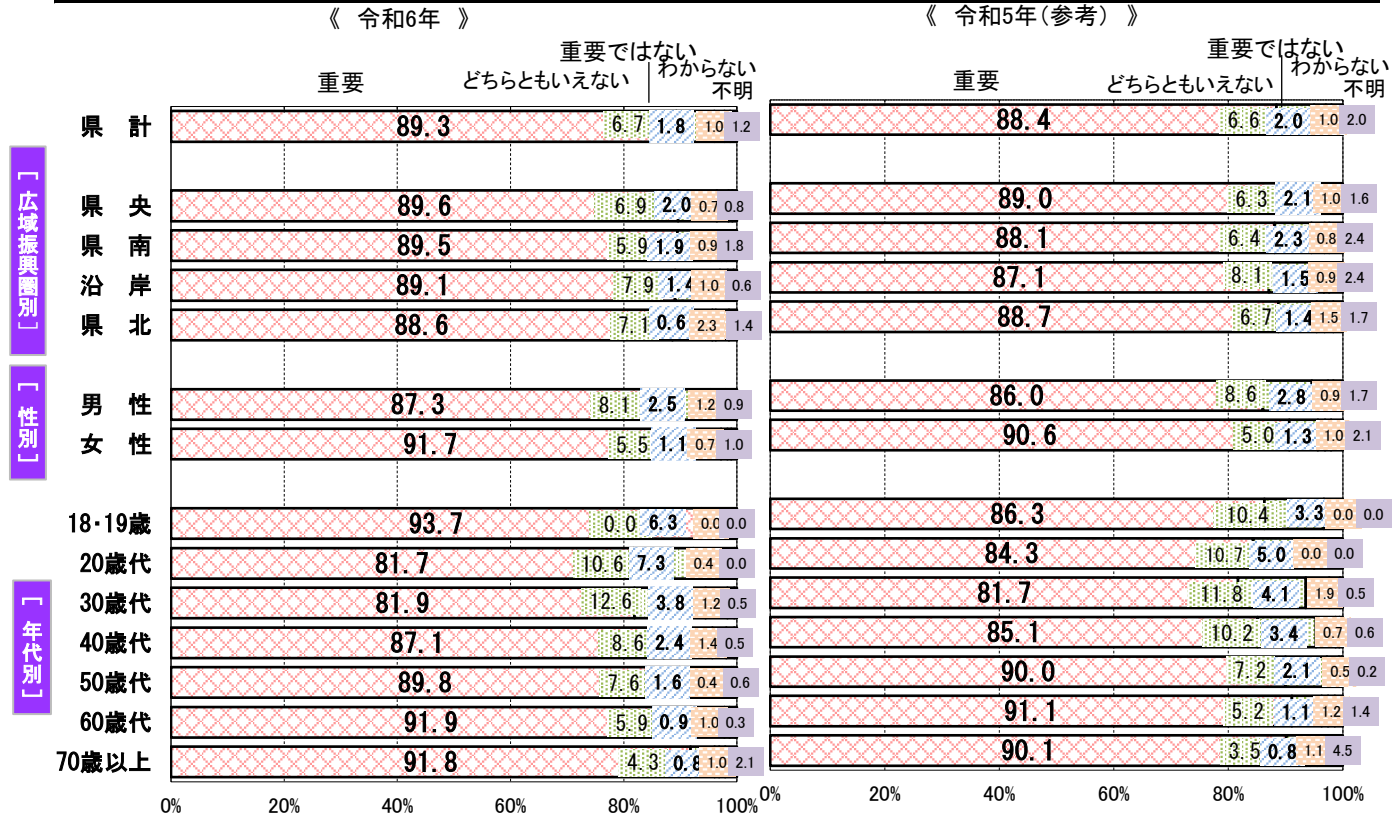 《 令和6年 》
重要
どちらともいえない
重要ではない
わからない
不明
県 計 89.3 6.7 1.8 1.0 1.2
[広域振興圏別]
県 央 89.6 6.9 2.0 0.7 0.8
県 南 89.5 5.9 1.9 0.9 1.8
沿 岸 89.1 7.9 1.4 1.0 0.6
県 北 88.6 7.1 0.6 2.3 1.4
[性別]
男 性 87.3 8.1 2.5 1.2 0.9
女 性 91.7 5.5 1.1 0.7 1.0
[年代別]
18・19歳 93.7 0.0 6.3 0.0 0.0
20歳代 81.7 10.6 7.3 0.4 0.0
30歳代 81.9 12.6 3.8 1.2 0.5
40歳代 87.1 8.6 2.4 1.4 0.5
50歳代 89.8 7.6 1.6 0.4 0.6
60歳代 91.9 5.9 0.9 1.0 0.3
70歳以上 91.8 4.3 0.8 1.0 2.1
0% 20% 40% 60% 80% 100%
《 令和5年(参考) 》
重要
どちらともいえない
重要ではない
わからない
不明
88.4 6.6 2.0 1.0 2.0
89.0 6.3 2.1 1.0 1.6
88.1 6.4 2.3 0.8 2.4
87.1 8.1 1.5 0.9 2.4
88.7 6.7 1.4 1.5 1.7
86.0 8.6 2.8 0.9 1.7
90.6 5.0 1.3 1.0 2.1
86.3 10.4 3.3 0.0 0.0
84.3 10.7 5.0 0.0 0.0
81.7 11.8 4.1 1.9 0.5
85.1 10.2 3.4 0.7 0.6
90.0 7.2 2.1 0.5 0.2
91.1 5.2 1.1 1.2 1.4
90.1 3.5 0.8 1.1 4.5
0% 20% 40% 60% 80% 100%